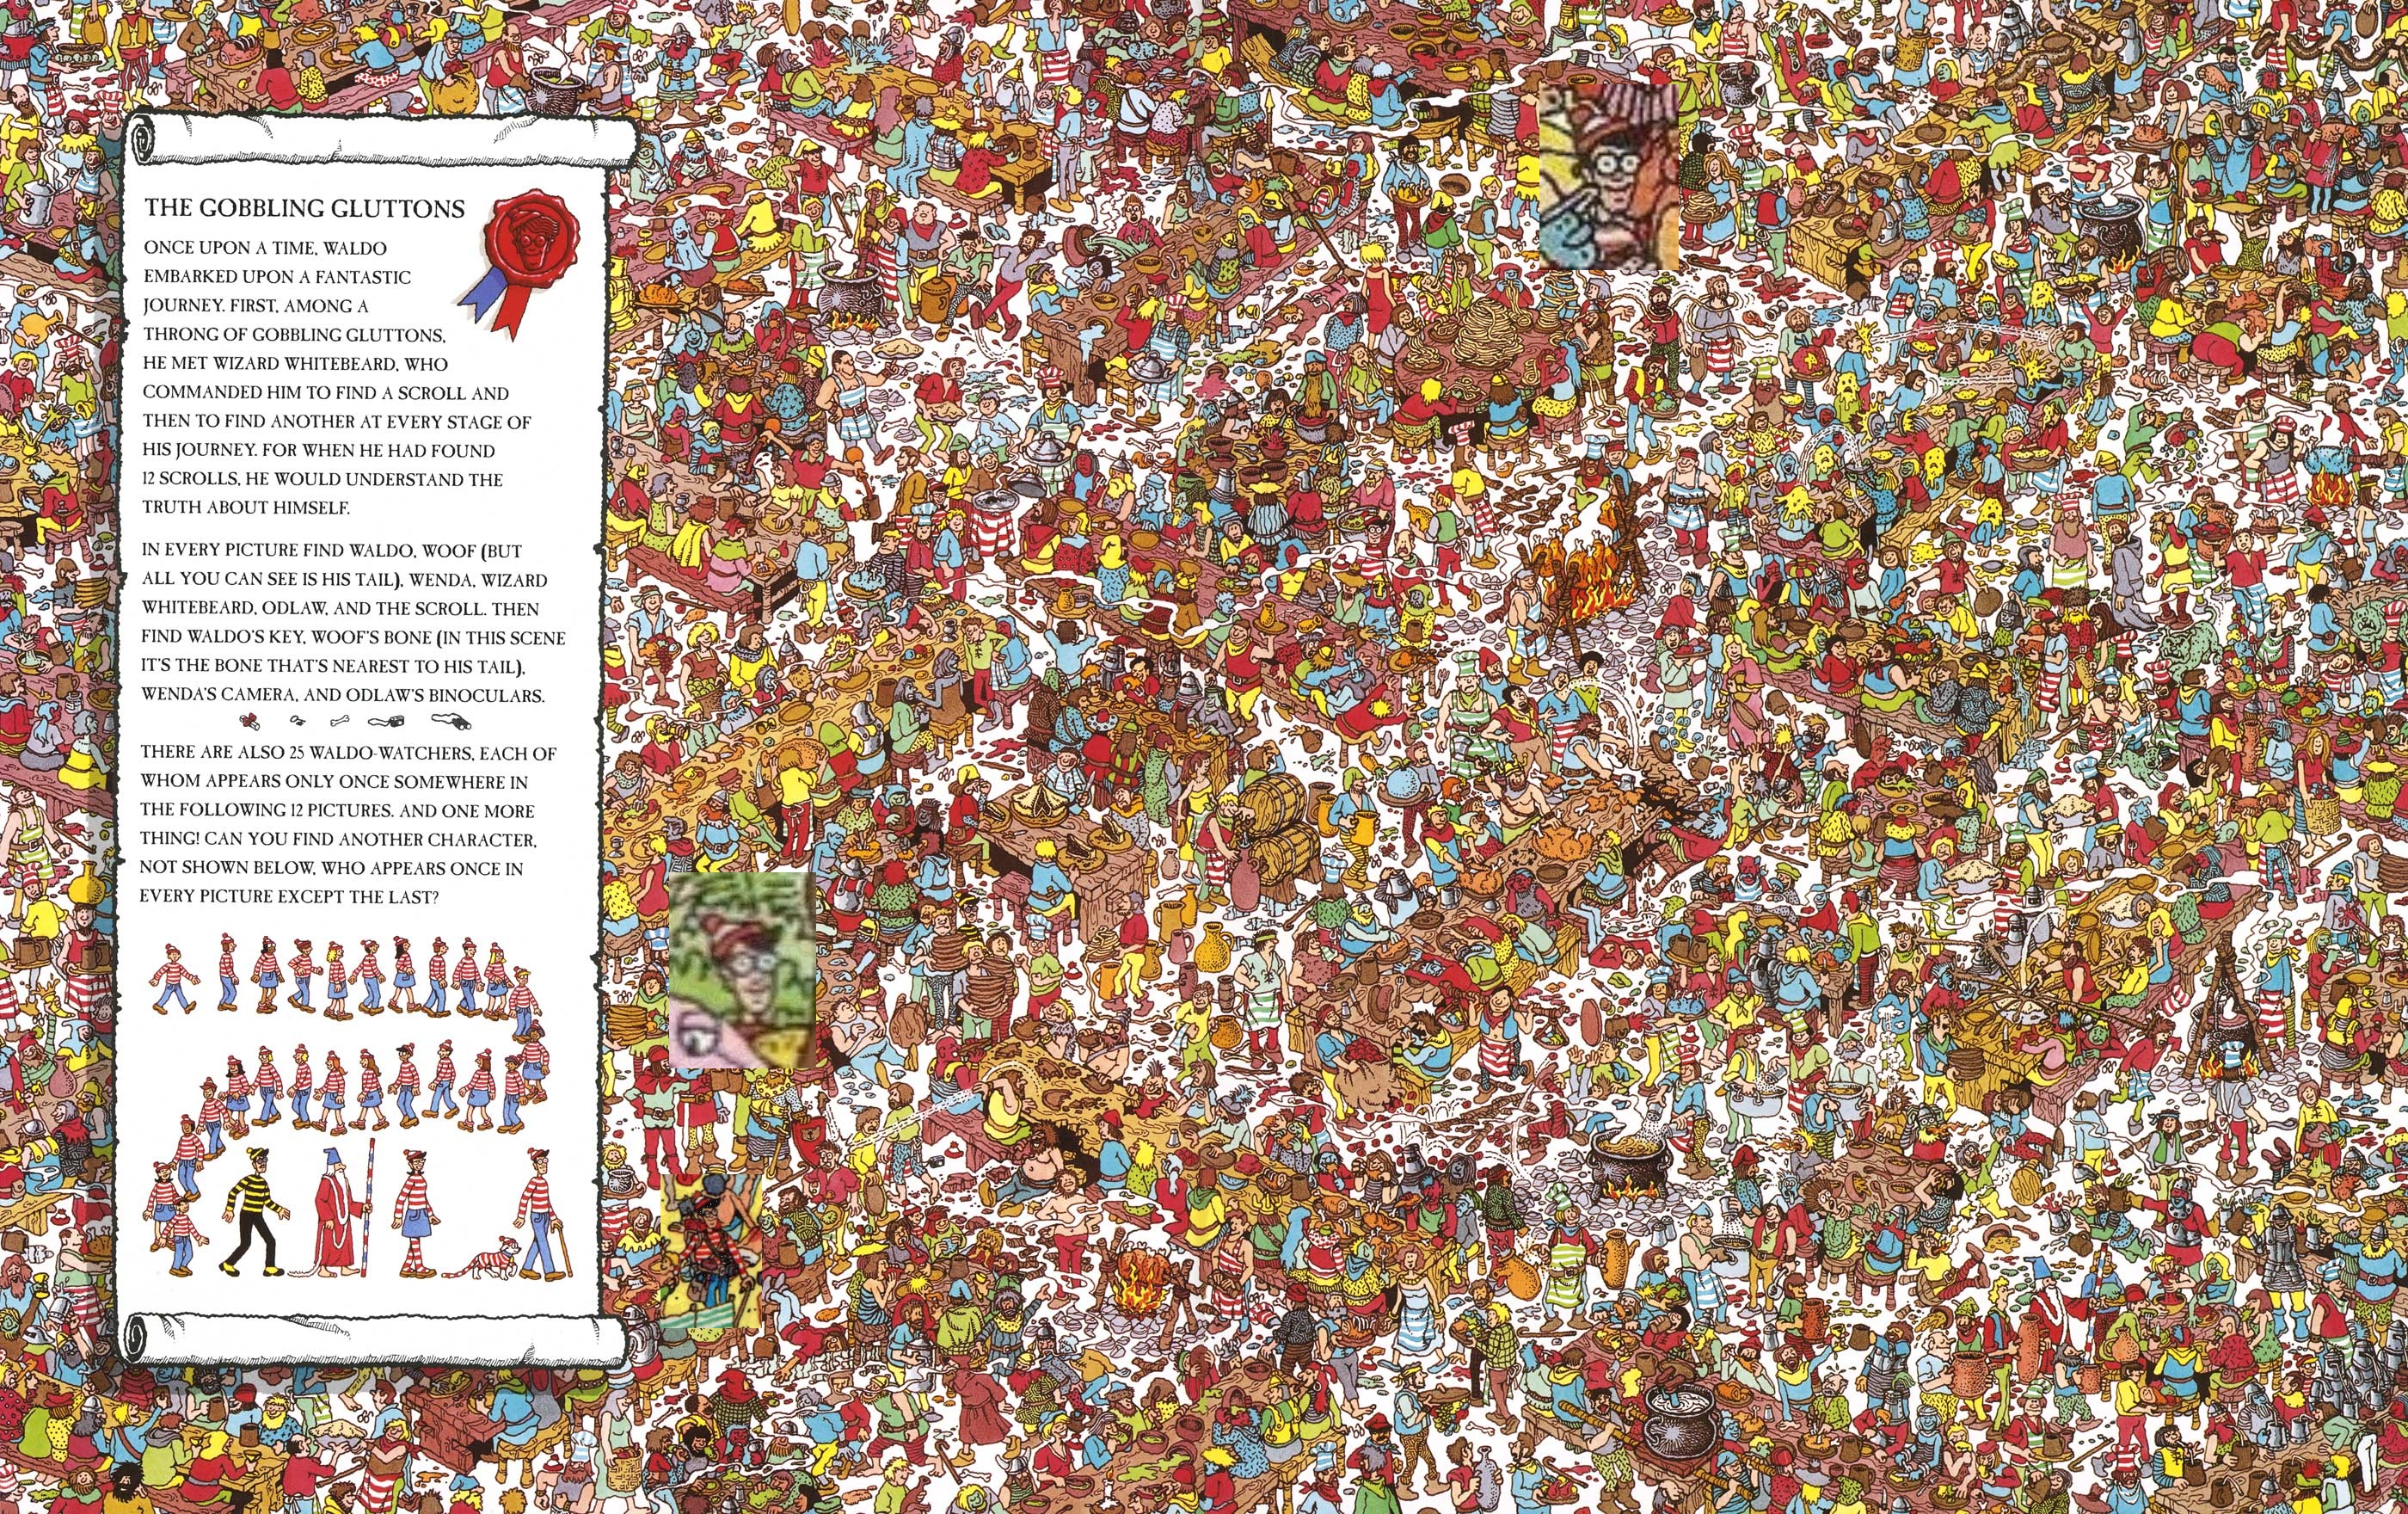 THE GOBBLING GLUTTONS
ONCE UPON A TIME, WALDO
EMBARKED UPON A FANTASTIC
JOURNEY. FIRST, AMONG A
THRONG OF GOBBLING GLUTTONS,
HE MET WIZARD WHITEBEARD, WHO
COMMANDED HIM TO FIND A SCROLL AND
THEN TO FIND ANOTHER AT EVERY STAGE OF
HIS JOURNEY. FOR WHEN HE HAD FOUND
12 SCROLLS, HE WOULD UNDERSTAND THE
TRUTH ABOUT HIMSELF.
IN EVERY PICTURE FIND WALDO, WOOF (BUT
ALL YOU CAN SEE IS HIS TAIL), WENDA, WIZARD
WHITEBEARD, ODLAW, AND THE SCROLL. THEN
FIND WALDO'S KEY, WOOF'S BONE (IN THIS SCENE
IT'S THE BONE THAT'S NEAREST TO HIS TAIL),
WENDA'S CAMERA, AND ODLAW'S BINOCULARS.
THERE ARE ALSO 25 WALDO-WATCHERS, EACH OF
WHOM APPEARS ONLY ONCE SOMEWHERE IN
THE FOLLOWING 12 PICTURES. AND ONE MORE
THING! CAN YOU FIND ANOTHER CHARACTER,
NOT SHOWN BELOW, WHO APPEARS ONCE IN
EVERY PICTURE EXCEPT THE LAST?